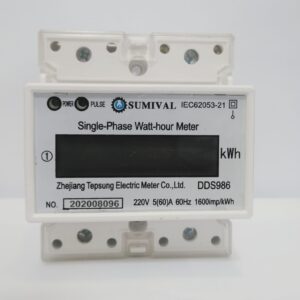 POWER PULSE SUMIVAL IEC62053-21
Single-Phase Watt-hour Meter
① kWh
Zhejiang Tepsung Electric Meter Co.,Ltd. DDS986
NO. 202008096 220V 5(60)A 60Hz 1600imp/kWh